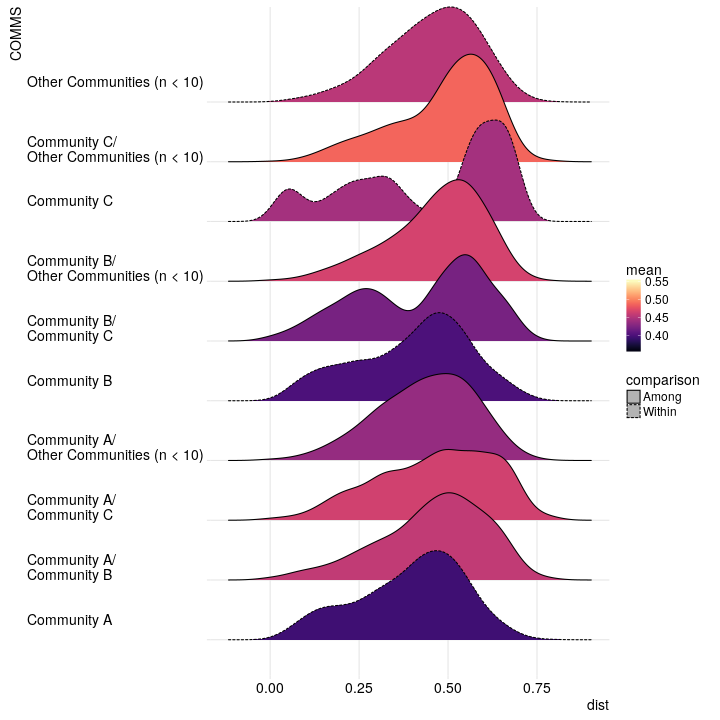 COMMS
Other Communities (n < 10)
Community C/
Other Communities (n < 10)
Community C
Community B/
Other Communities (n < 10)
Community B/
Community C
Community B
Community A/
Other Communities (n < 10)
Community A/
Community C
Community A/
Community B
Community A
0.00 0.25 0.50 0.75
dist
mean
0.55
0.50
0.45
0.40
comparison
Among
Within